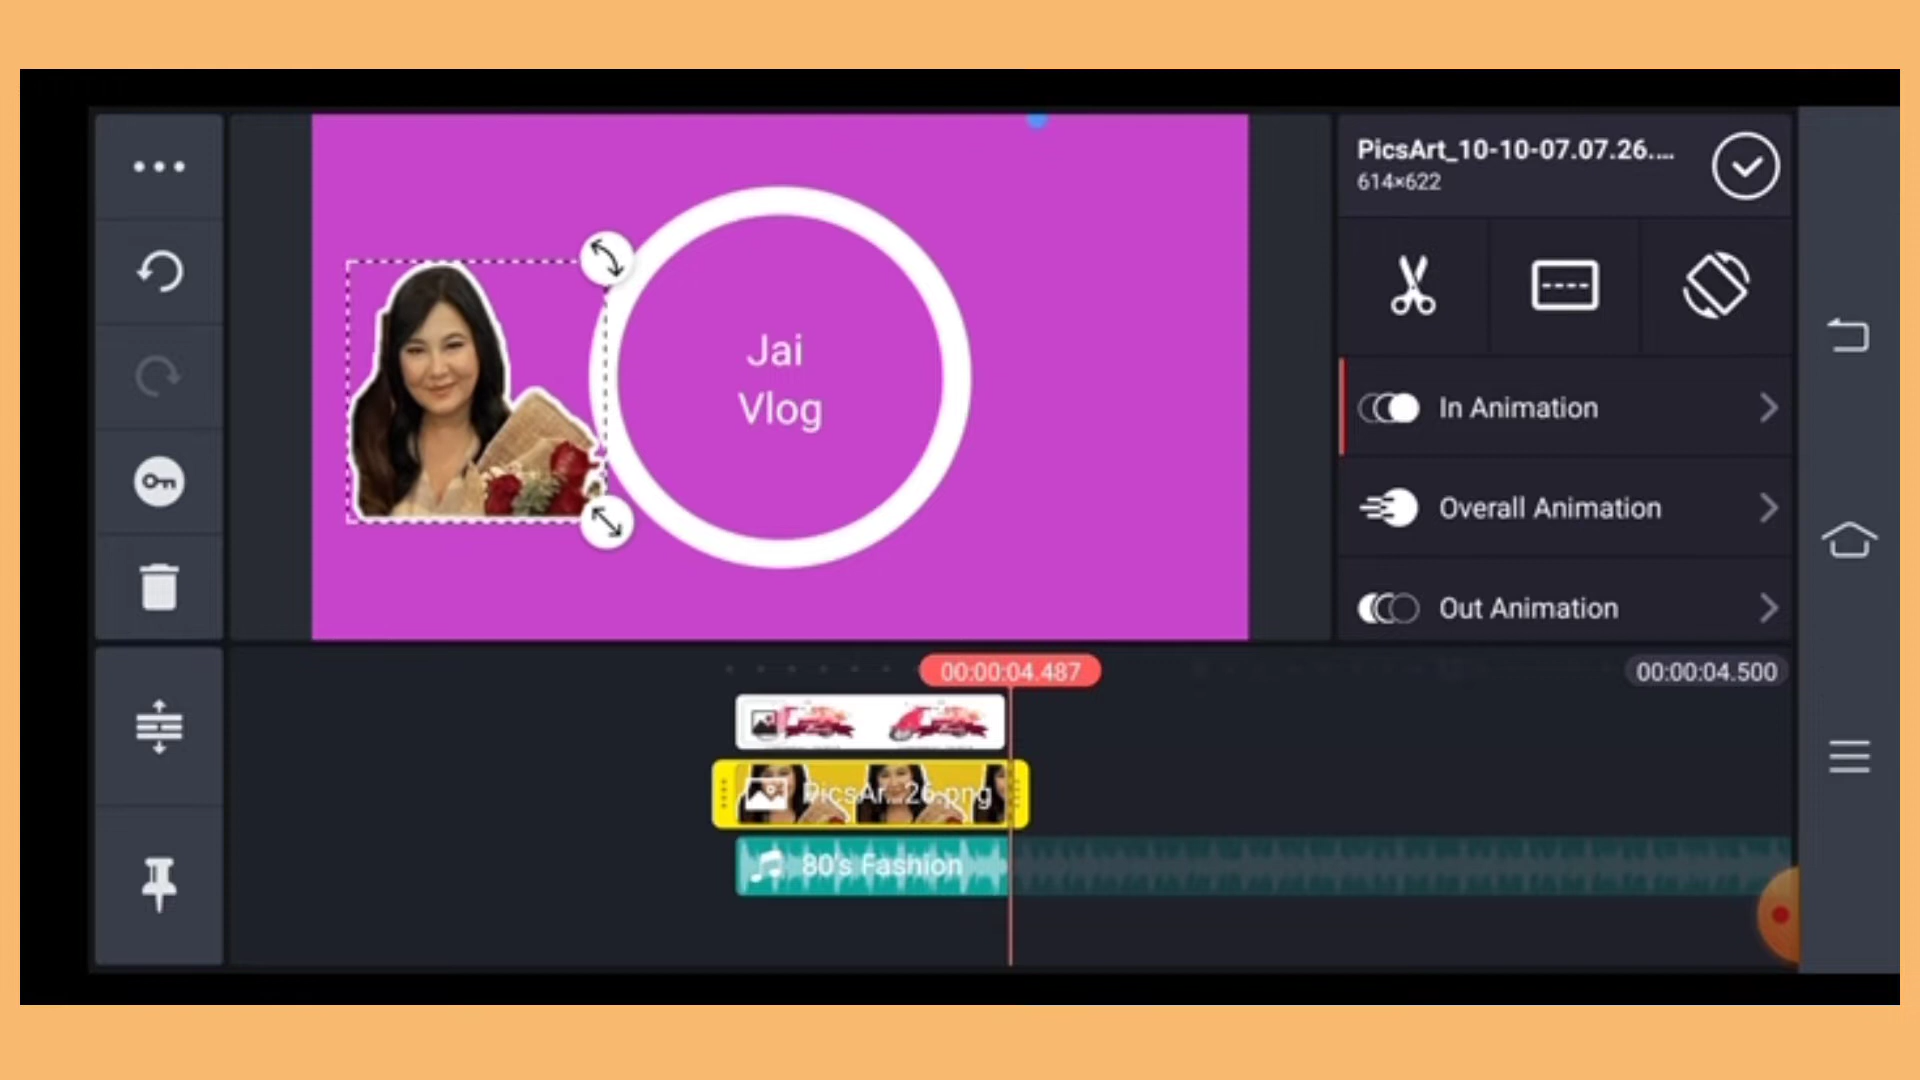 PicsArt_10-10-07.07.26....
614×622
Jai
Vlog
In Animation
Overall Animation
Out Animation
00:00:04.487
00:00:04.500
PicsAr...26.png
80's Fashion